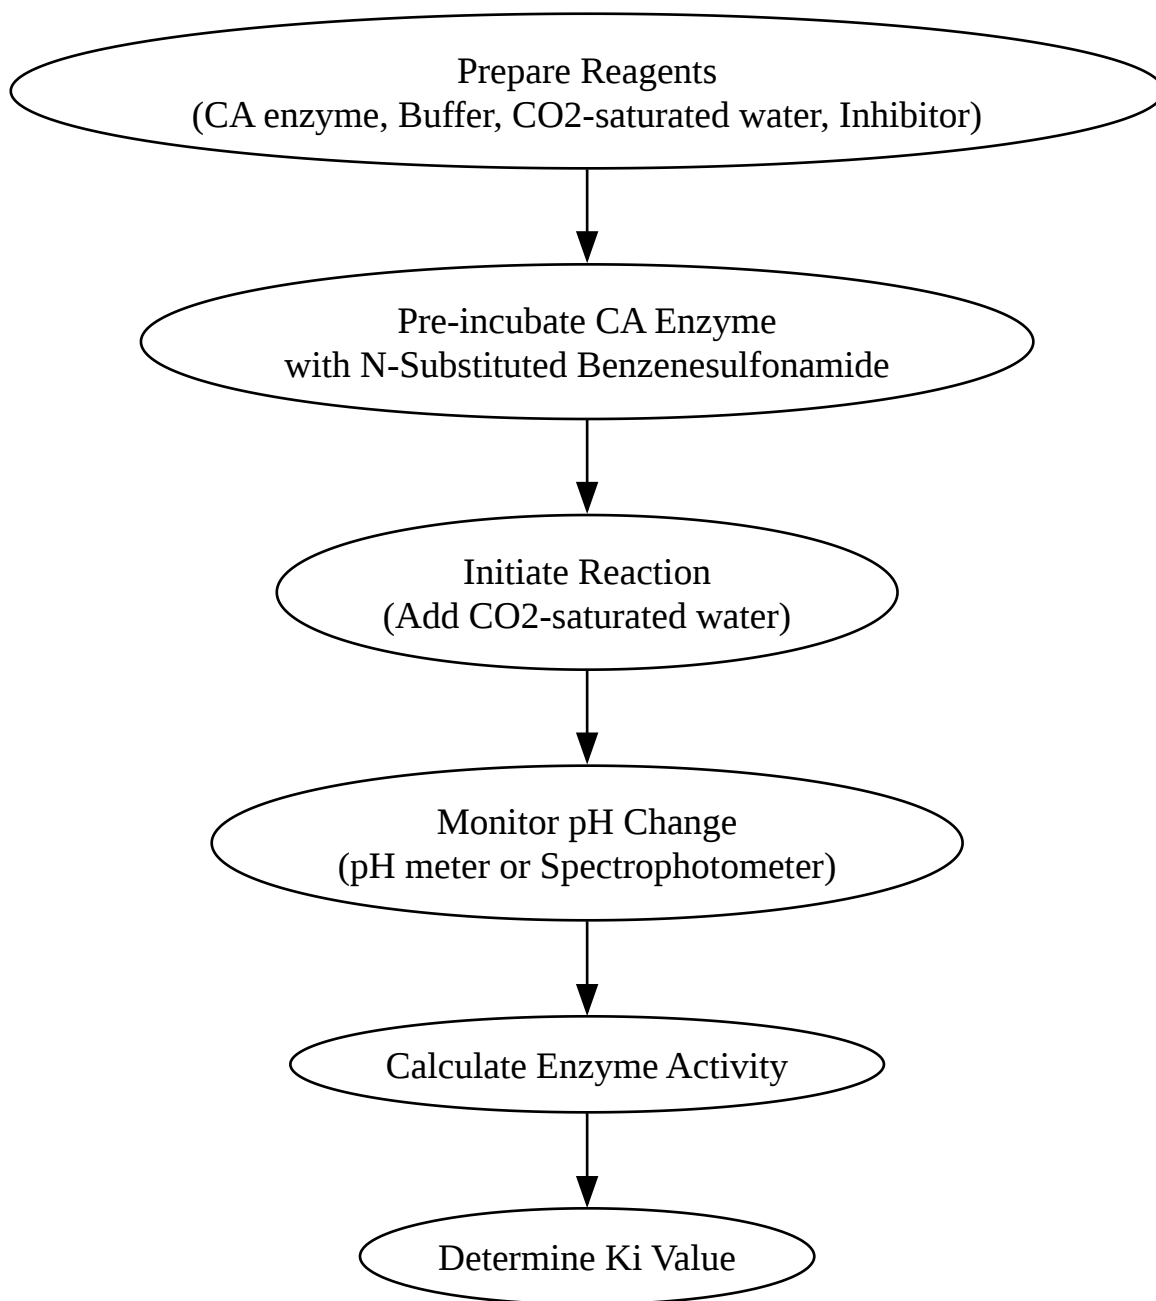 Prepare Reagents
(CA enzyme, Buffer, CO2-saturated water, Inhibitor)
Pre-incubate CA Enzyme
with N-Substituted Benzenesulfonamide
Initiate Reaction
(Add CO2-saturated water)
Monitor pH Change
(pH meter or Spectrophotometer)
Calculate Enzyme Activity
Determine Ki Value